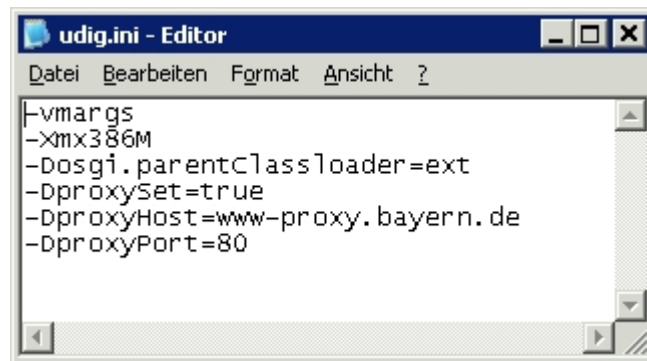 udig.ini - Editor
Datei Bearbeiten Format Ansicht ?
-vmargs
-Xmx386M
-Dosgi.parentClassloader=ext
-DproxySet=true
-DproxyHost=www-proxy.bayern.de
-DproxyPort=80